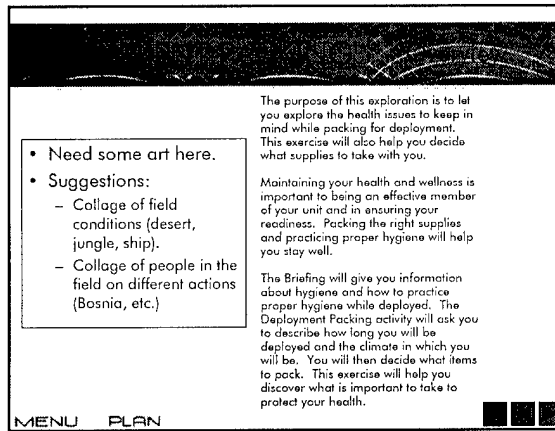 • Need some art here.
• Suggestions:
– Collage of field
conditions (desert,
jungle, ship).
– Collage of people in the
field on different actions
(Bosnia, etc.)
The purpose of this exploration is to let
you explore the health issues to keep in
mind while packing for deployment.
This exercise will also help you decide
what supplies to take with you.
Maintaining your health and wellness is
important to being an effective member
of your unit and in ensuring your
readiness. Packing the right supplies
and practicing proper hygiene will help
you stay well.
The Briefing will give you information
about hygiene and how to practice
proper hygiene while deployed. The
Deployment Packing activity will ask you
to describe how long you will be
deployed and the climate in which you
will be. You will then decide what items
to pack. This exercise will help you
discover what is important to take to
protect your health.
MENU PLAN